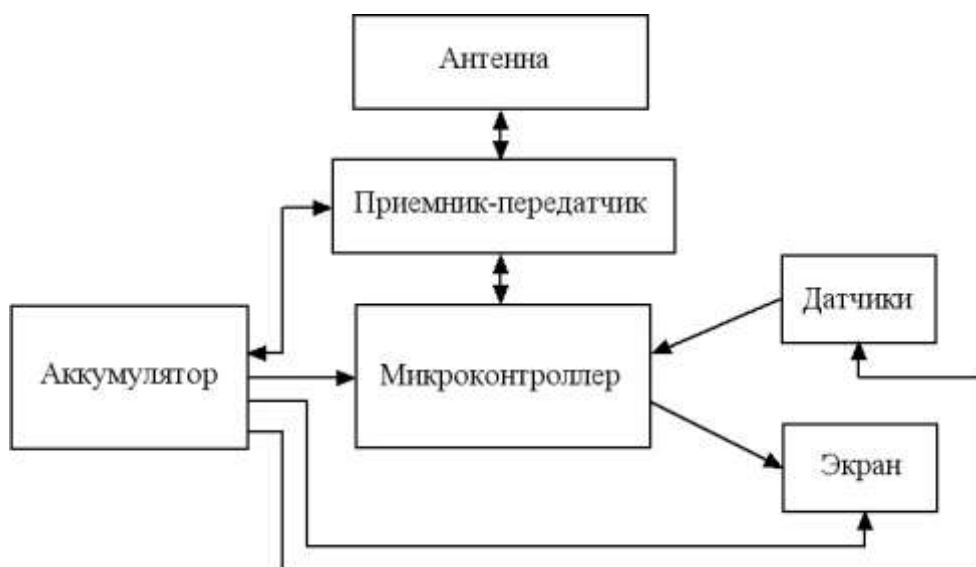 Антенна
Приемник-передатчик
Датчики
Аккумулятор
Микроконтроллер
Экран